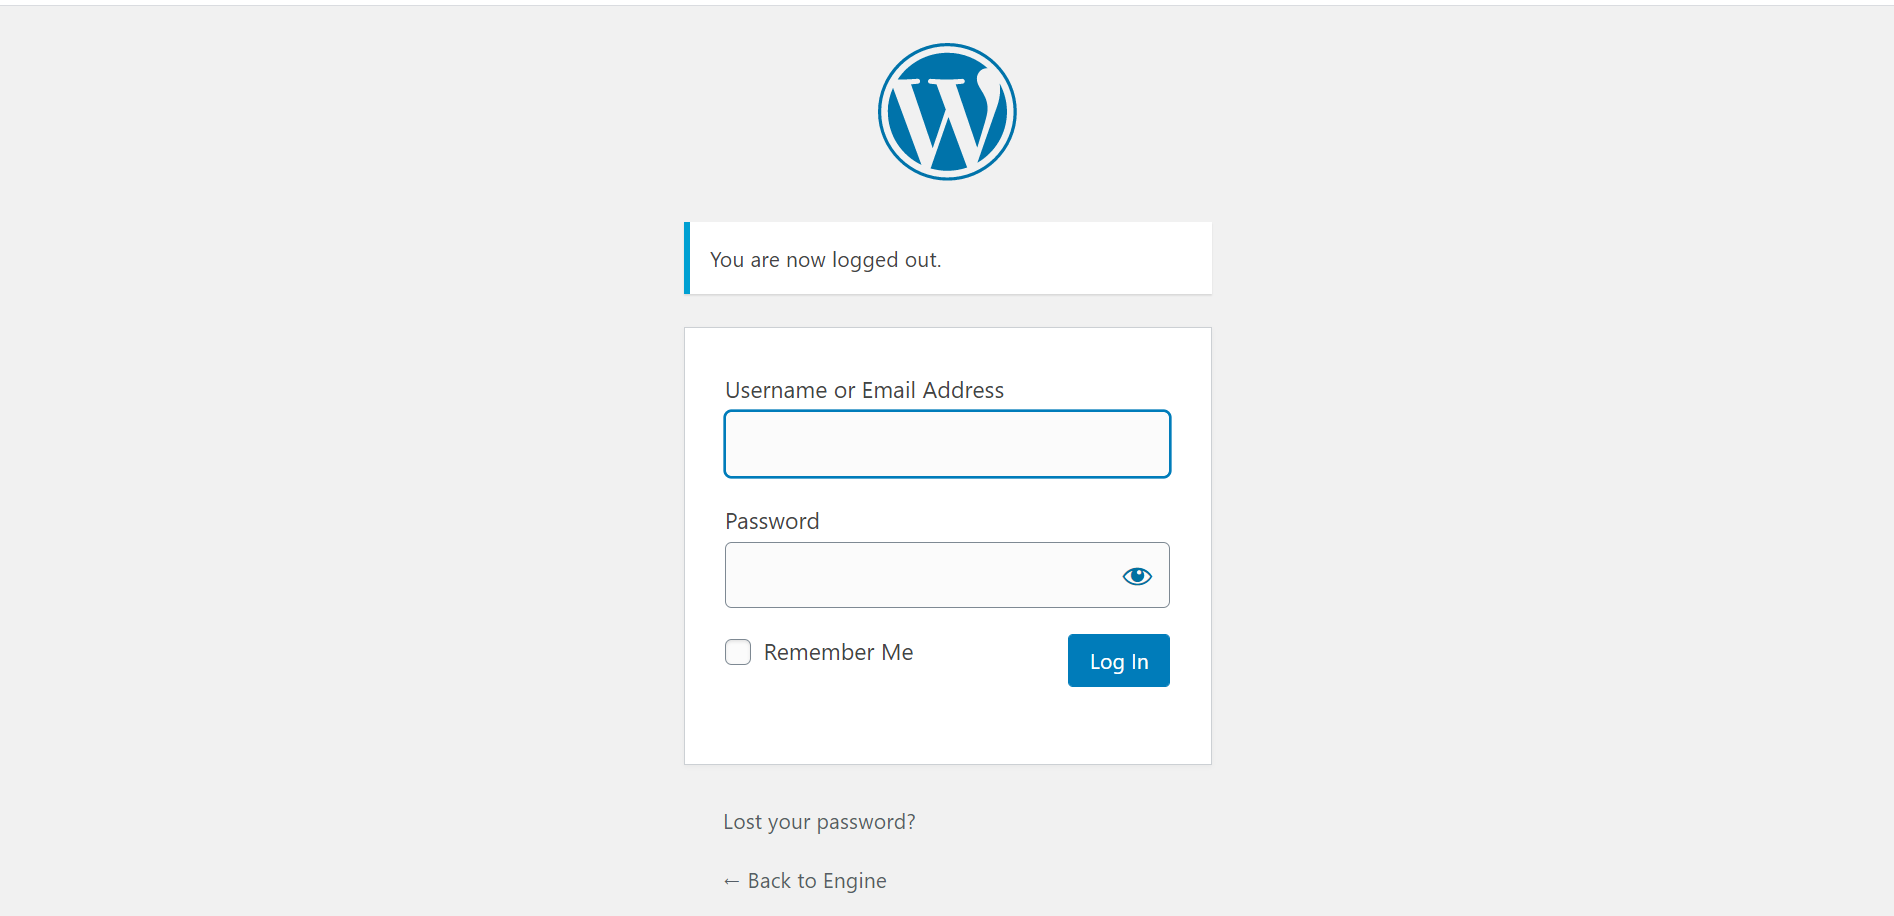 You are now logged out.
Username or Email Address
Password
Remember Me
Log In
Lost your password?
← Back to Engine